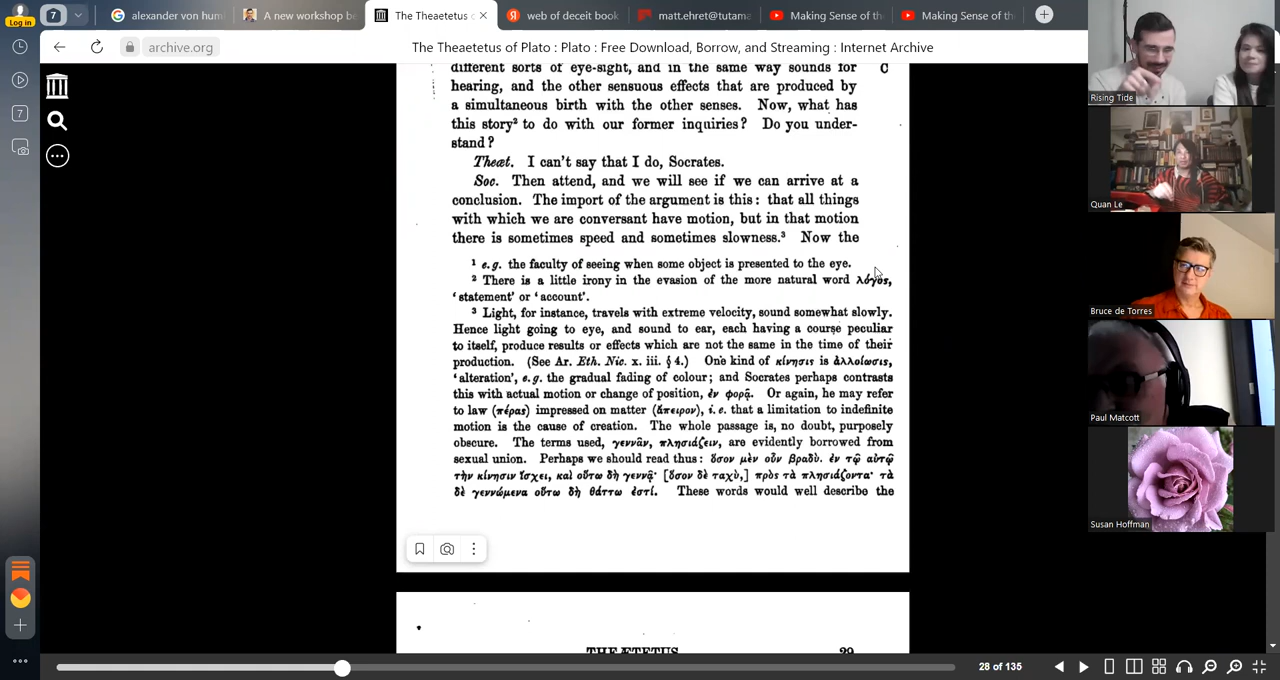 Log in
7
alexander von hum
A new workshop be
The Theaetetus o
web of deceit book
matt.ehret@tutama
Making Sense of th
Making Sense of the
archive.org
The Theaetetus of Plato : Plato : Free Download, Borrow, and Streaming : Internet Archive
7
different sorts of eye-sight, and in the same way sounds for C
hearing, and the other sensuous effects that are produced by
a simultaneous birth with the other senses. Now, what has
this story² to do with our former inquiries? Do you under-
stand?
Theæt. I can't say that I do, Socrates.
Soc. Then attend, and we will see if we can arrive at a
conclusion. The import of the argument is this: that all things
with which we are conversant have motion, but in that motion
there is sometimes speed and sometimes slowness.³ Now the
¹ e.g. the faculty of seeing when some object is presented to the eye.
² There is a little irony in the evasion of the more natural word λόγος,
'statement' or 'account'.
³ Light, for instance, travels with extreme velocity, sound somewhat slowly.
Hence light going to eye, and sound to ear, each having a course peculiar
to itself, produce results or effects which are not the same in the time of their
production. (See Ar. Eth. Nic. x. iii. § 4.) One kind of κίνησις is ἀλλοίωσις,
'alteration', e.g. the gradual fading of colour; and Socrates perhaps contrasts
this with actual motion or change of position, ἐν φορᾷ. Or again, he may refer
to law (πέρας) impressed on matter (ἄπειρον), i.e. that a limitation to indefinite
motion is the cause of creation. The whole passage is, no doubt, purposely
obscure. The terms used, γεννᾶν, πλησιάζειν, are evidently borrowed from
sexual union. Perhaps we should read thus: ὅσον μὲν οὖν βραδὺ. ἐν τῷ αὐτῷ
τὴν κίνησιν ἴσχει, καὶ οὕτω δὴ γεννᾷ· [ὅσον δὲ ταχὺ,] πρὸς τὰ πλησιάζοντα· τὰ
δὲ γεννώμενα οὕτω δὴ θάττω ἐστί. These words would well describe the
THEÆTETUS. 29
28 of 135
Rising Tide
Quan Le
Bruce de Torres
Paul Matcott
Susan Hoffman